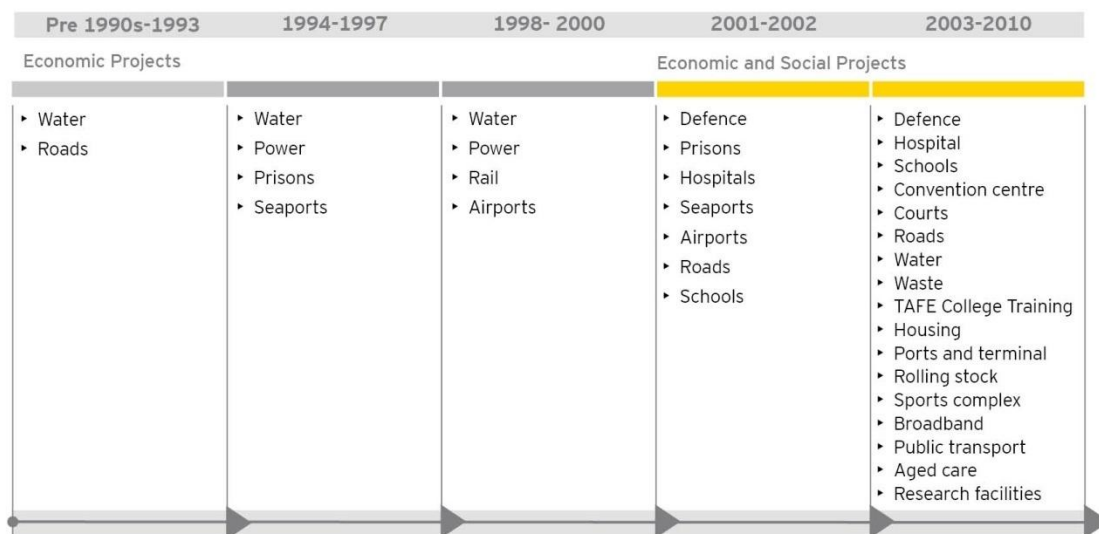 Pre 1990s-1993
1994-1997
1998- 2000
2001-2002
2003-2010
Economic Projects
Economic and Social Projects
Water
Roads
Water
Power
Prisons
Seaports
Water
Power
Rail
Airports
Defence
Prisons
Hospitals
Seaports
Airports
Roads
Schools
Defence
Hospital
Schools
Convention centre
Courts
Roads
Water
Waste
TAFE College Training
Housing
Ports and terminal
Rolling stock
Sports complex
Broadband
Public transport
Aged care
Research facilities